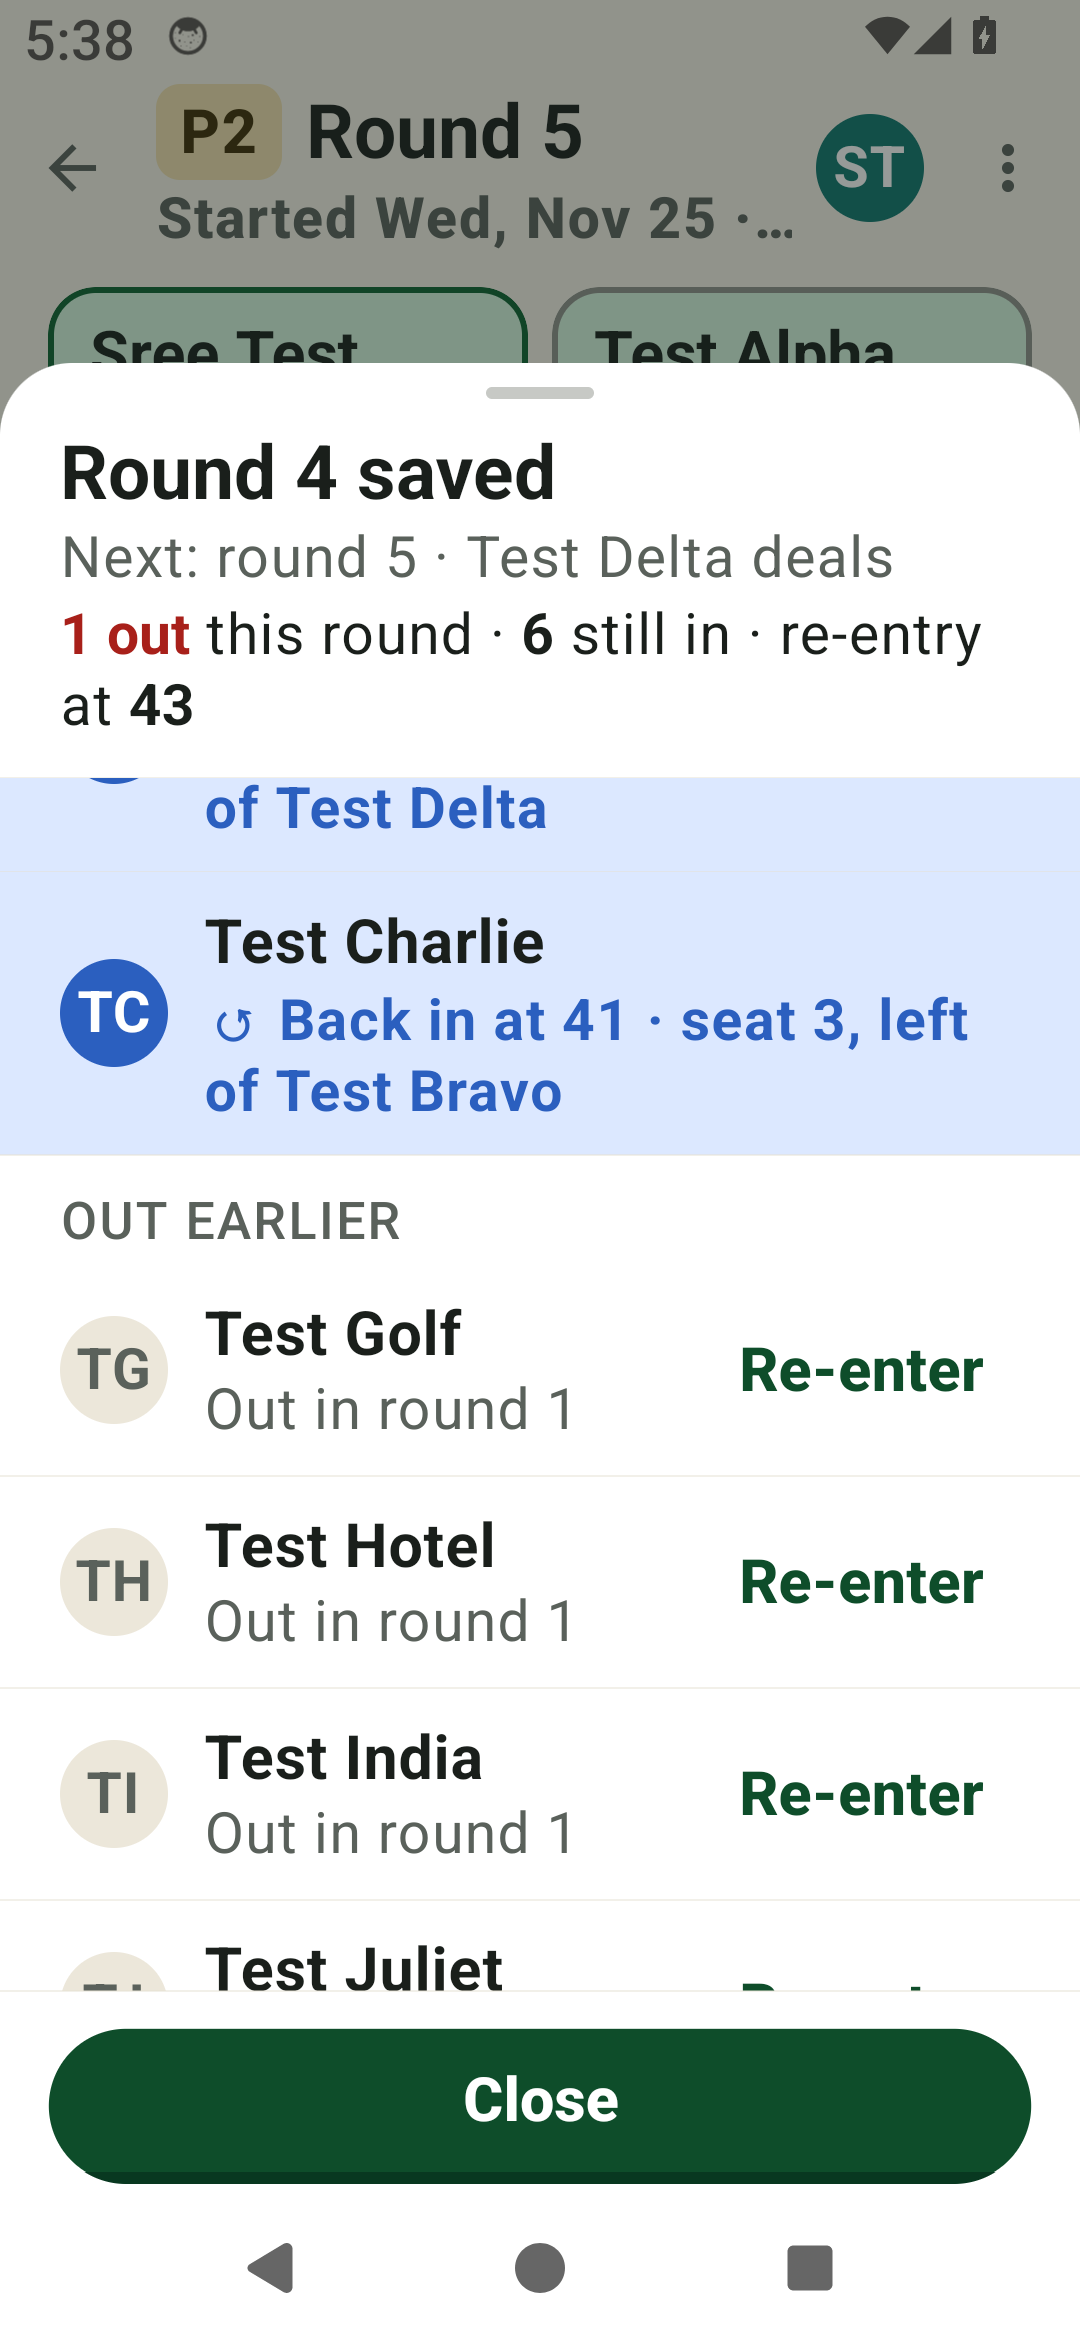 5:38
P2 Round 5
ST
Started Wed, Nov 25 ·…
Sree Test
Test Alpha
Round 4 saved
Next: round 5 · Test Delta deals
1 out this round · 6 still in · re-entry
at 43
of Test Delta
TC
Test Charlie
Back in at 41 · seat 3, left
of Test Bravo
OUT EARLIER
TG
Test Golf
Out in round 1
Re-enter
TH
Test Hotel
Out in round 1
Re-enter
TI
Test India
Out in round 1
Re-enter
Test Juliet
Close